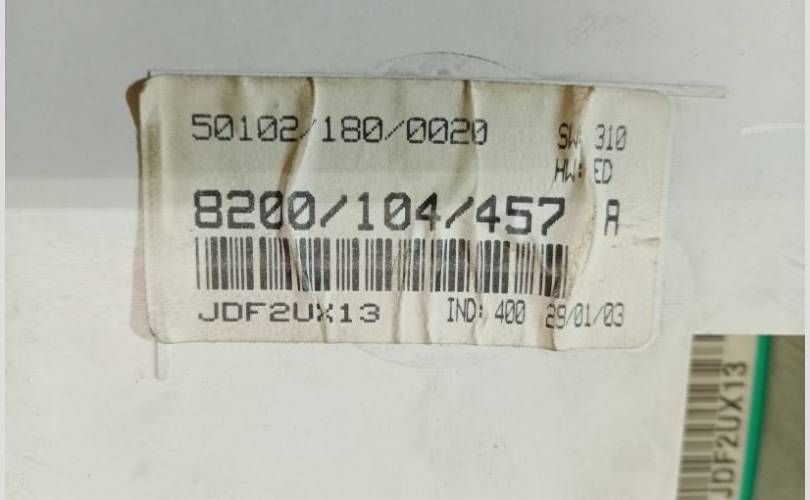 50102/180/0020
SW: 310
HW: ED
8200/104/457 A
JDF2UX13 IND: 400 29/01/03
JDF2UX13